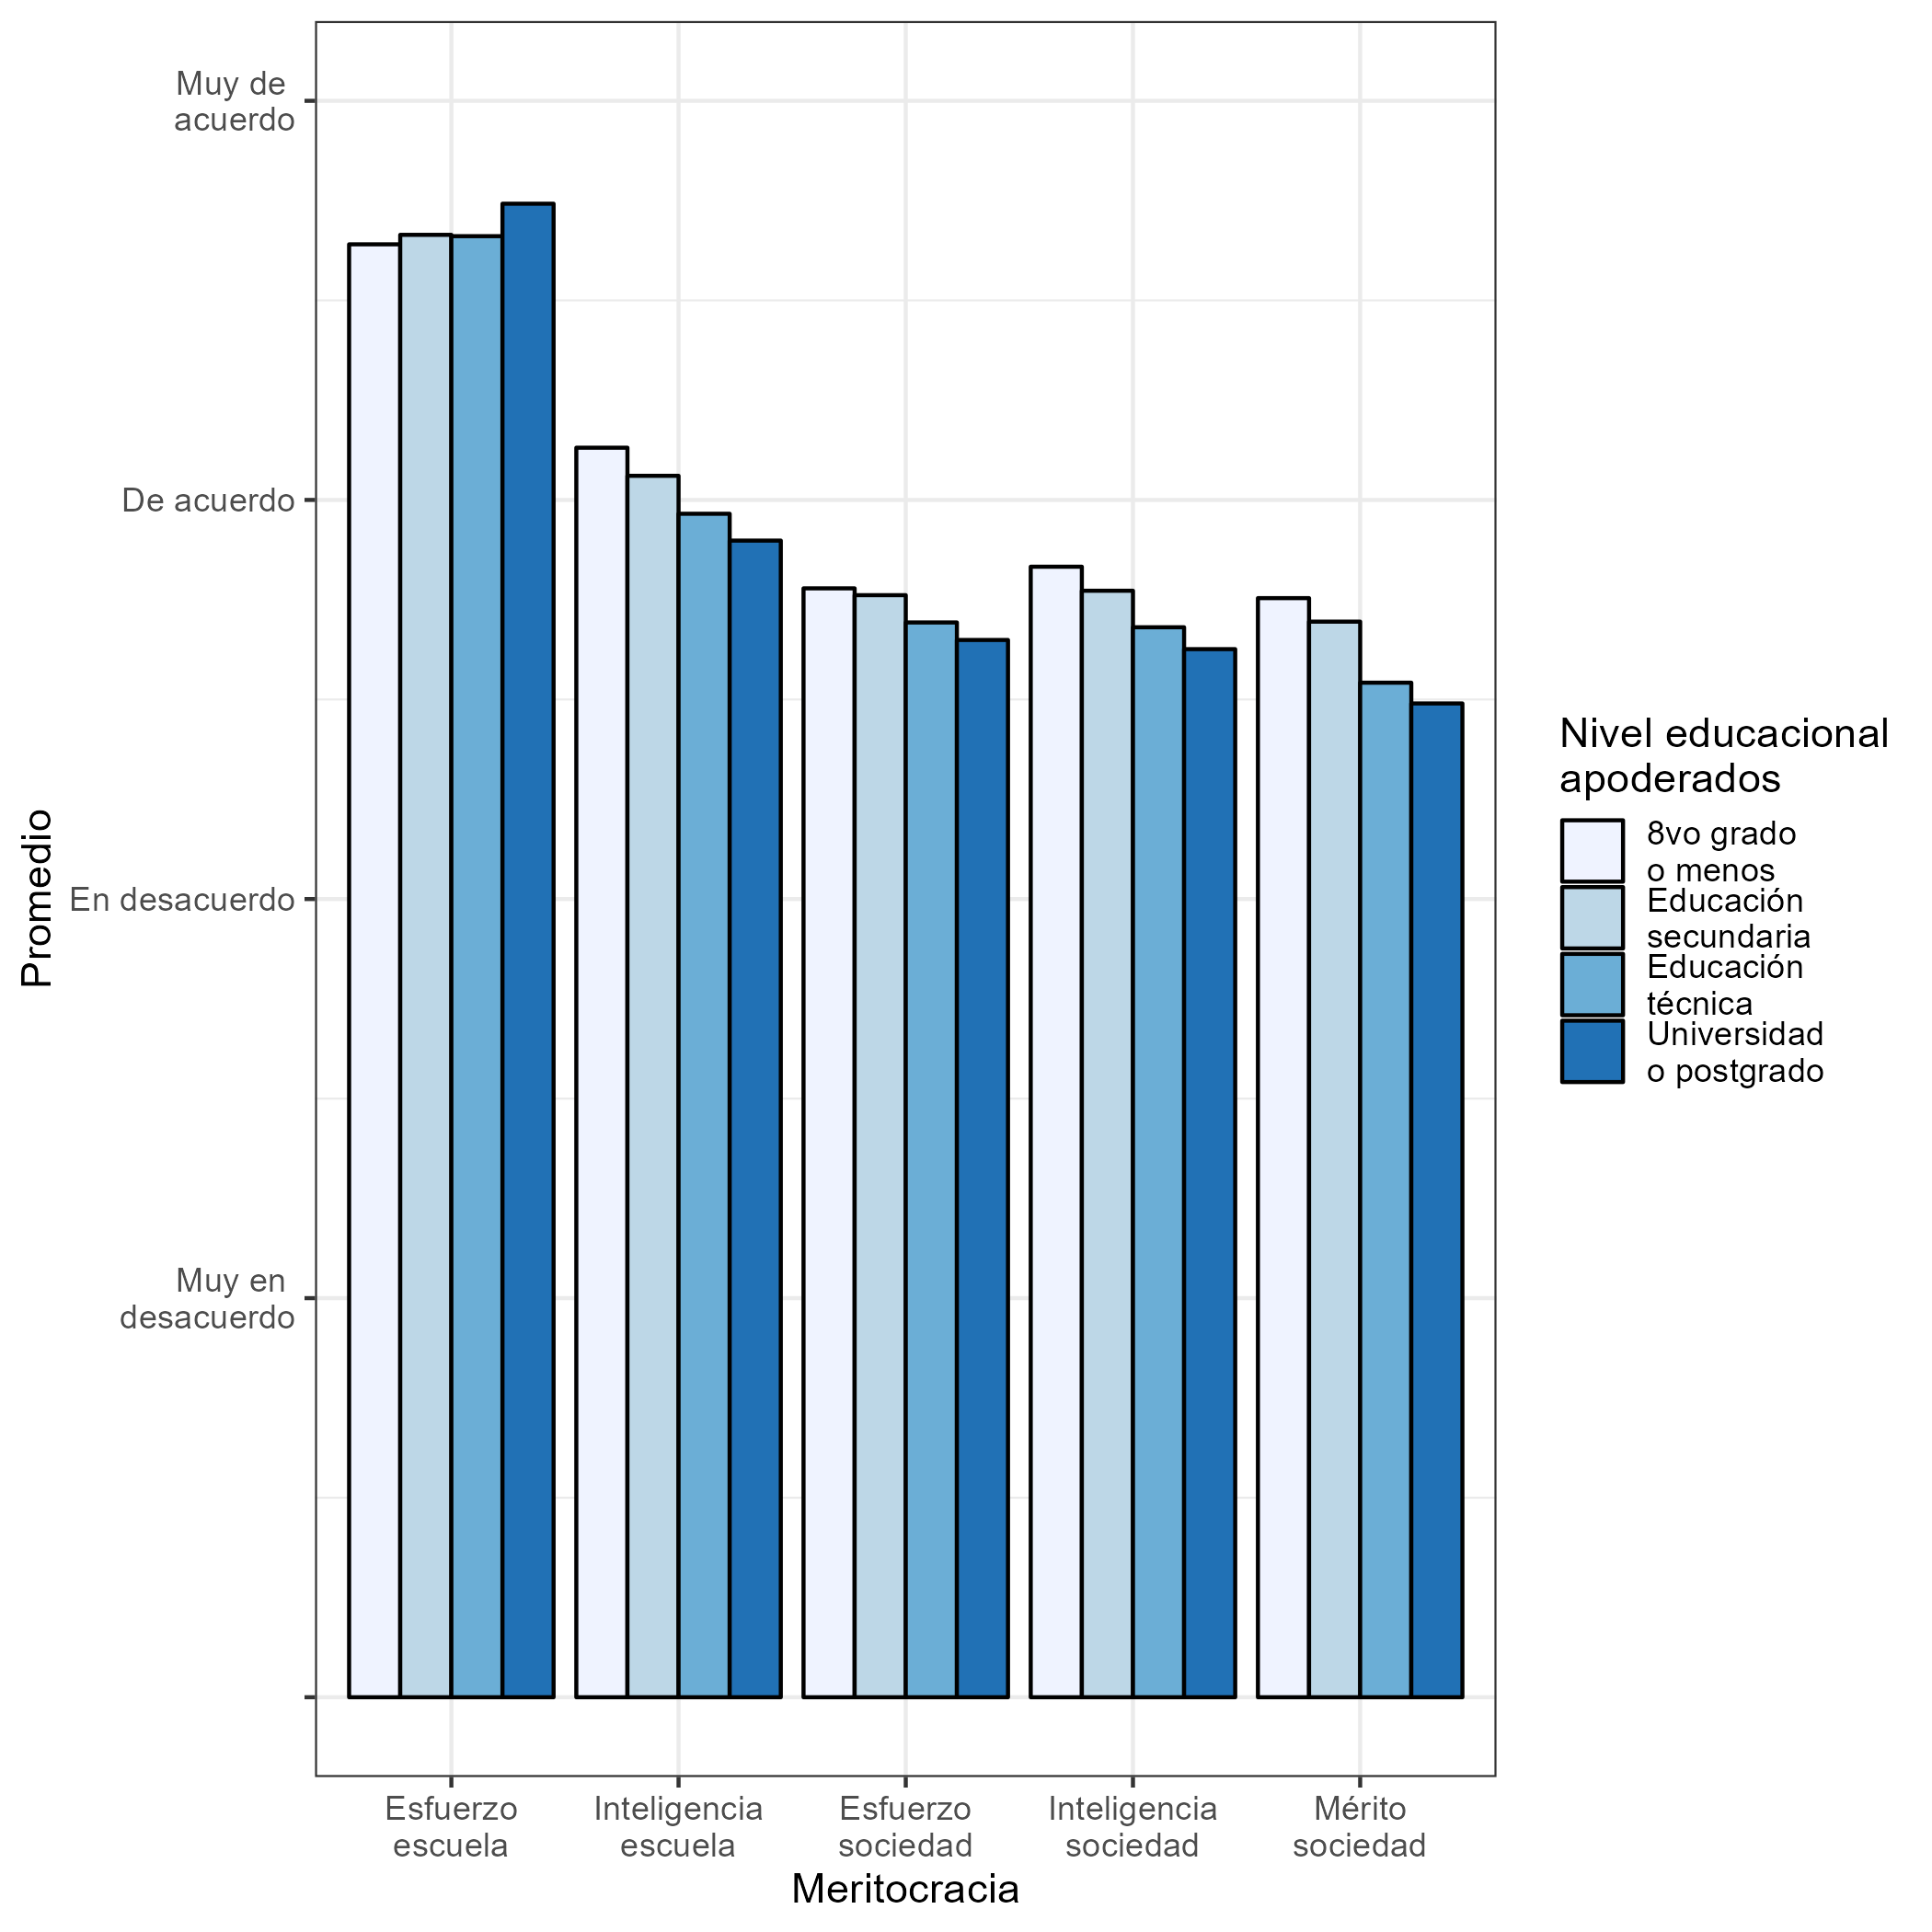 Muy de
acuerdo
De acuerdo
En desacuerdo
Muy en
desacuerdo
Promedio
Esfuerzo
escuela
Inteligencia
escuela
Esfuerzo
sociedad
Inteligencia
sociedad
Mérito
sociedad
Meritocracia
Nivel educacional
apoderados
8vo grado
o menos
Educación
secundaria
Educación
técnica
Universidad
o postgrado